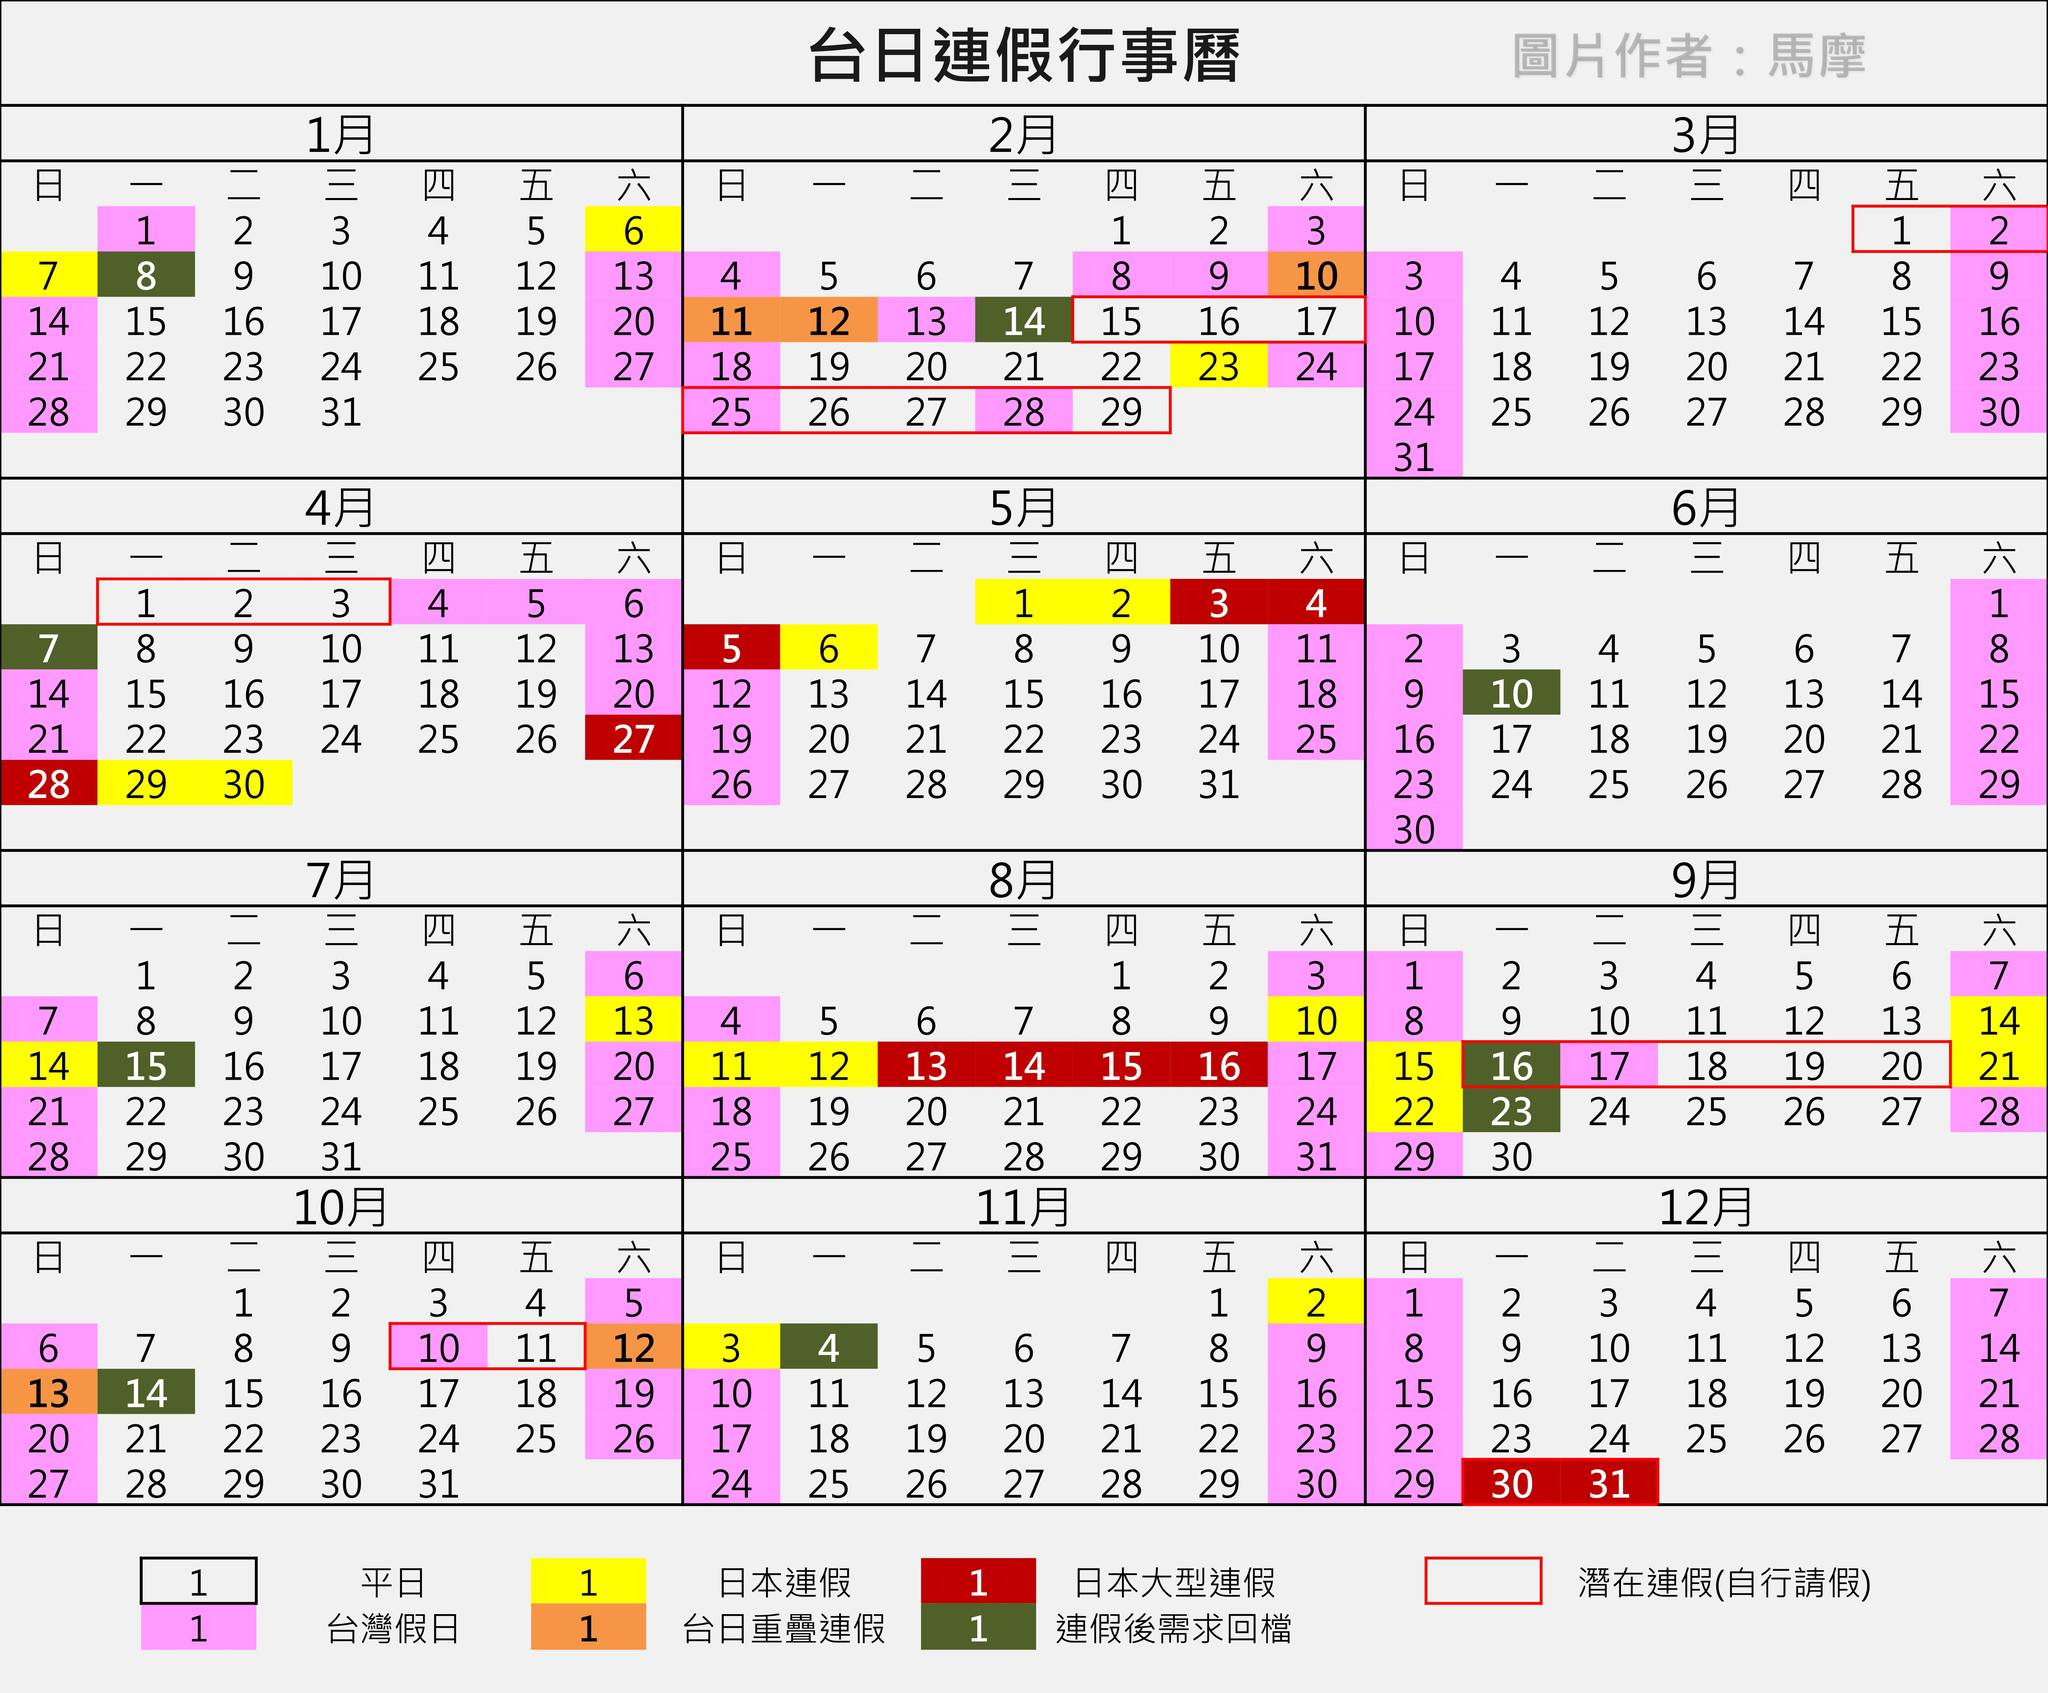 台日連假行事曆
圖片作者：馬摩
1月
日 一 二 三 四 五 六
1 2 3 4 5 6
7 8 9 10 11 12 13
14 15 16 17 18 19 20
21 22 23 24 25 26 27
28 29 30 31
2月
日 一 二 三 四 五 六
1 2 3
4 5 6 7 8 9 10
11 12 13 14 15 16 17
18 19 20 21 22 23 24
25 26 27 28 29
3月
日 一 二 三 四 五 六
1 2
3 4 5 6 7 8 9
10 11 12 13 14 15 16
17 18 19 20 21 22 23
24 25 26 27 28 29 30
31
4月
日 一 二 三 四 五 六
1 2 3 4 5 6
7 8 9 10 11 12 13
14 15 16 17 18 19 20
21 22 23 24 25 26 27
28 29 30
5月
日 一 二 三 四 五 六
1 2 3 4
5 6 7 8 9 10 11
12 13 14 15 16 17 18
19 20 21 22 23 24 25
26 27 28 29 30 31
6月
日 一 二 三 四 五 六
1
2 3 4 5 6 7 8
9 10 11 12 13 14 15
16 17 18 19 20 21 22
23 24 25 26 27 28 29
30
7月
日 一 二 三 四 五 六
1 2 3 4 5 6
7 8 9 10 11 12 13
14 15 16 17 18 19 20
21 22 23 24 25 26 27
28 29 30 31
8月
日 一 二 三 四 五 六
1 2 3
4 5 6 7 8 9 10
11 12 13 14 15 16 17
18 19 20 21 22 23 24
25 26 27 28 29 30 31
9月
日 一 二 三 四 五 六
1 2 3 4 5 6 7
8 9 10 11 12 13 14
15 16 17 18 19 20 21
22 23 24 25 26 27 28
29 30
10月
日 一 二 三 四 五 六
1 2 3 4 5
6 7 8 9 10 11 12
13 14 15 16 17 18 19
20 21 22 23 24 25 26
27 28 29 30 31
11月
日 一 二 三 四 五 六
1 2
3 4 5 6 7 8 9
10 11 12 13 14 15 16
17 18 19 20 21 22 23
24 25 26 27 28 29 30
12月
日 一 二 三 四 五 六
1 2 3 4 5 6 7
8 9 10 11 12 13 14
15 16 17 18 19 20 21
22 23 24 25 26 27 28
29 30 31
1 平日 1 日本連假 1 日本大型連假 潛在連假(自行請假)
1 台灣假日 1 台日重疊連假 1 連假後需求回檔